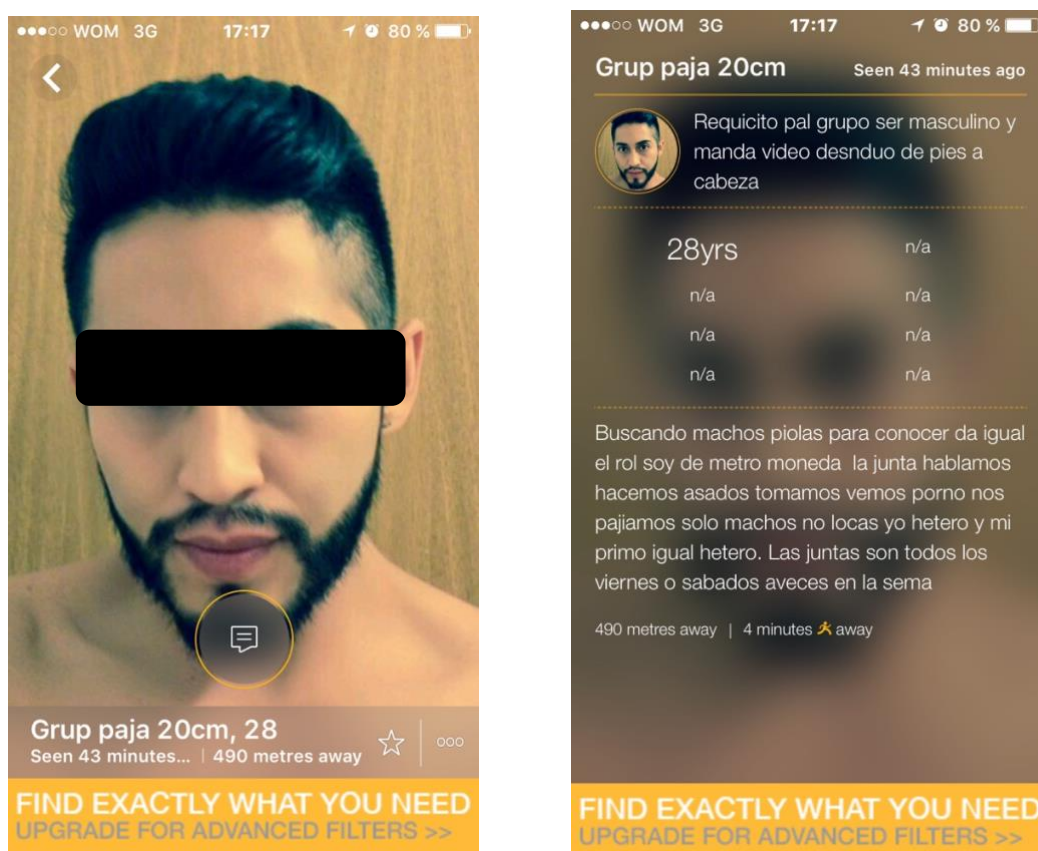 WOM 3G 17:17 80 %
Grup paja 20cm, 28
Seen 43 minutes... | 490 metres away
FIND EXACTLY WHAT YOU NEED
UPGRADE FOR ADVANCED FILTERS >>
WOM 3G 17:17 80 %
Grup paja 20cm Seen 43 minutes ago
Requicito pal grupo ser masculino y
manda video desnduo de pies a
cabeza
28yrs n/a
n/a n/a
n/a n/a
n/a n/a
Buscando machos piolas para conocer da igual
el rol soy de metro moneda la junta hablamos
hacemos asados tomamos vemos porno nos
pajiamos solo machos no locas yo hetero y mi
primo igual hetero. Las juntas son todos los
viernes o sabados aveces en la sema
490 metres away | 4 minutes away
FIND EXACTLY WHAT YOU NEED
UPGRADE FOR ADVANCED FILTERS >>